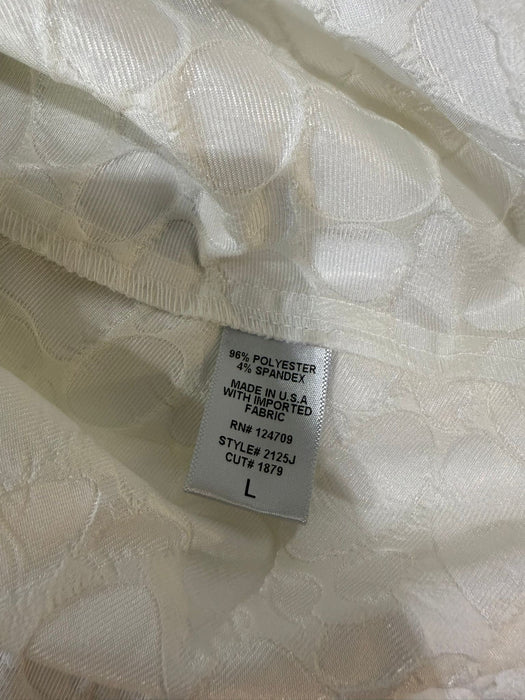 96% POLYESTER
4% SPANDEX
MADE IN U.S.A
WITH IMPORTED
FABRIC
RN# 124709
STYLE# 2125J
CUT# 1879
L